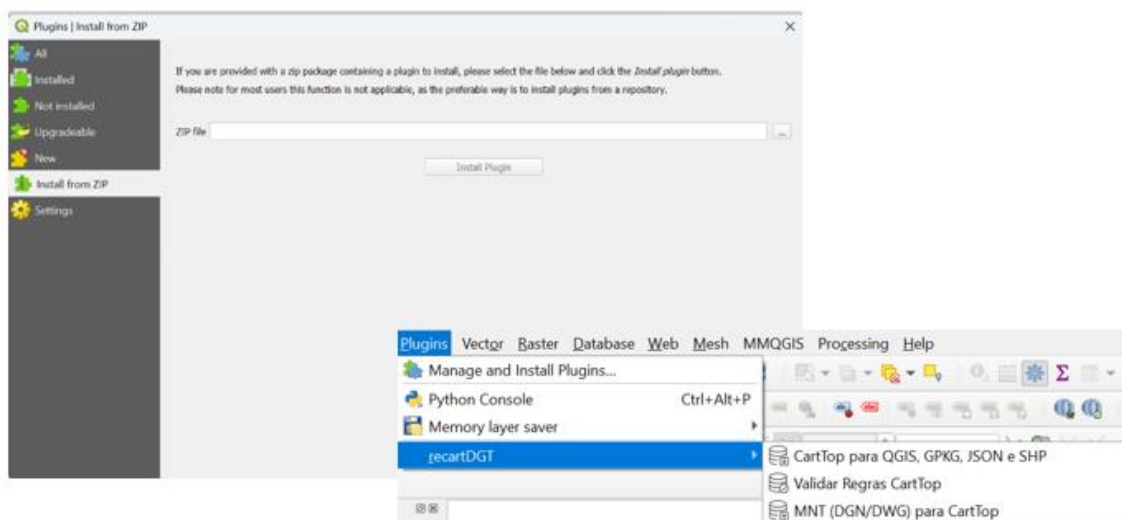 Plugins | Install from ZIP
All
Installed
Not installed
Upgradeable
New
Install from ZIP
Settings
If you are provided with a zip package containing a plugin to install, please select the file below and click the Install plugin button.
Please note for most users this function is not applicable, as the preferable way is to install plugins from a repository.
ZIP file
...
Install Plugin
Plugins Vector Raster Database Web Mesh MMQGIS Processing Help
Manage and Install Plugins...
Python Console Ctrl+Alt+P
Memory layer saver
recartDGT
CartTop para QGIS, GPKG, JSON e SHP
Validar Regras CartTop
MNT (DGN/DWG) para CartTop